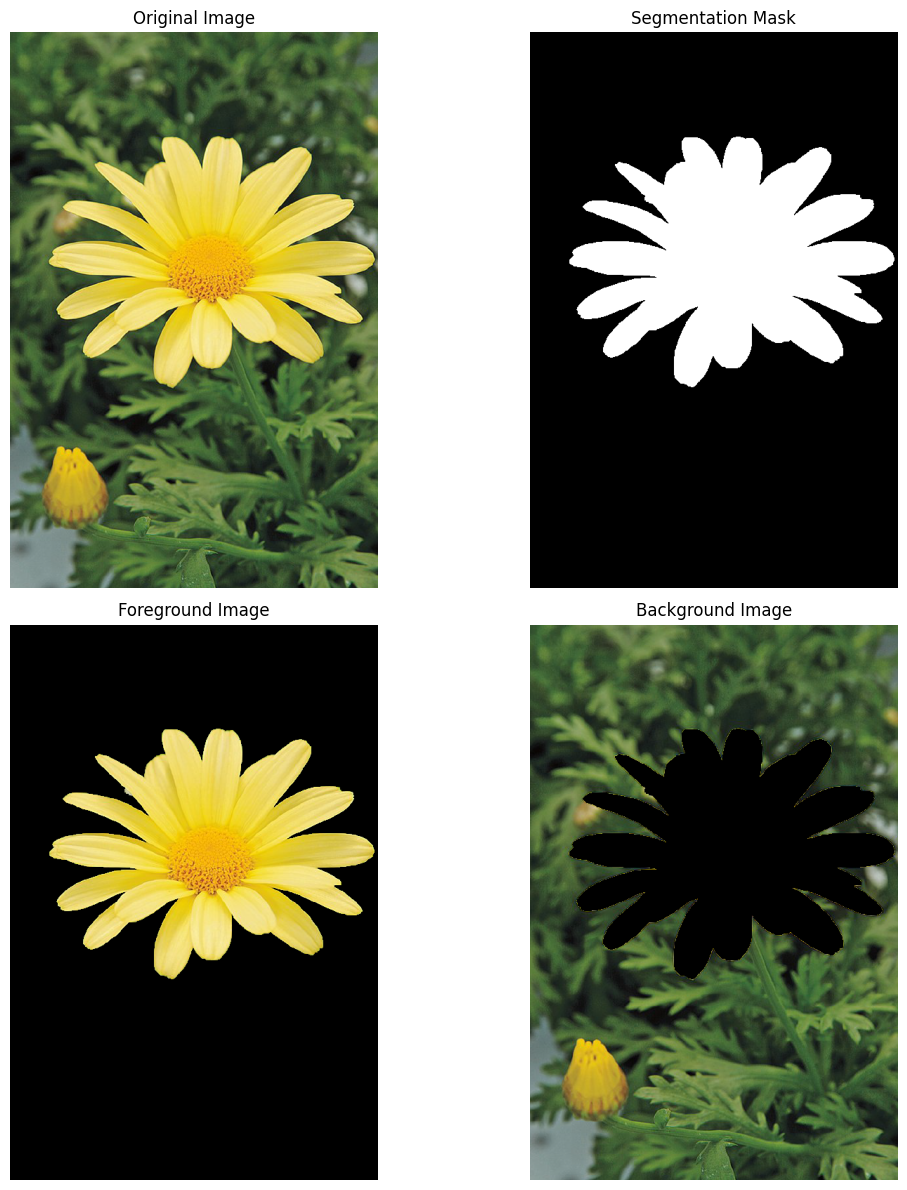 Original Image
Segmentation Mask
Foreground Image
Background Image